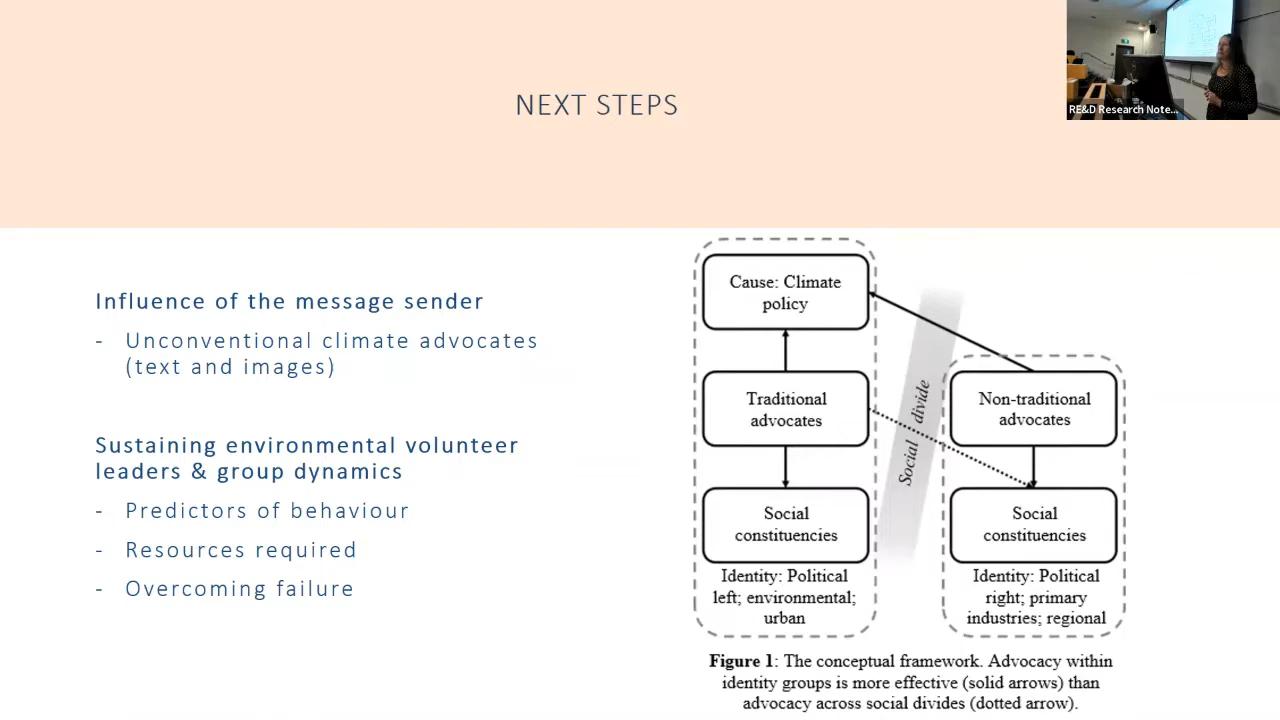 NEXT STEPS
RE&D Research Note...
Influence of the message sender
- Unconventional climate advocates
(text and images)
Sustaining environmental volunteer
leaders & group dynamics
- Predictors of behaviour
- Resources required
- Overcoming failure
Cause: Climate
policy
Traditional
advocates
Social
constituencies
Identity: Political
left; environmental;
urban
Social divide
Non-traditional
advocates
Social
constituencies
Identity: Political
right; primary
industries; regional
Figure 1: The conceptual framework. Advocacy within
identity groups is more effective (solid arrows) than
advocacy across social divides (dotted arrow).